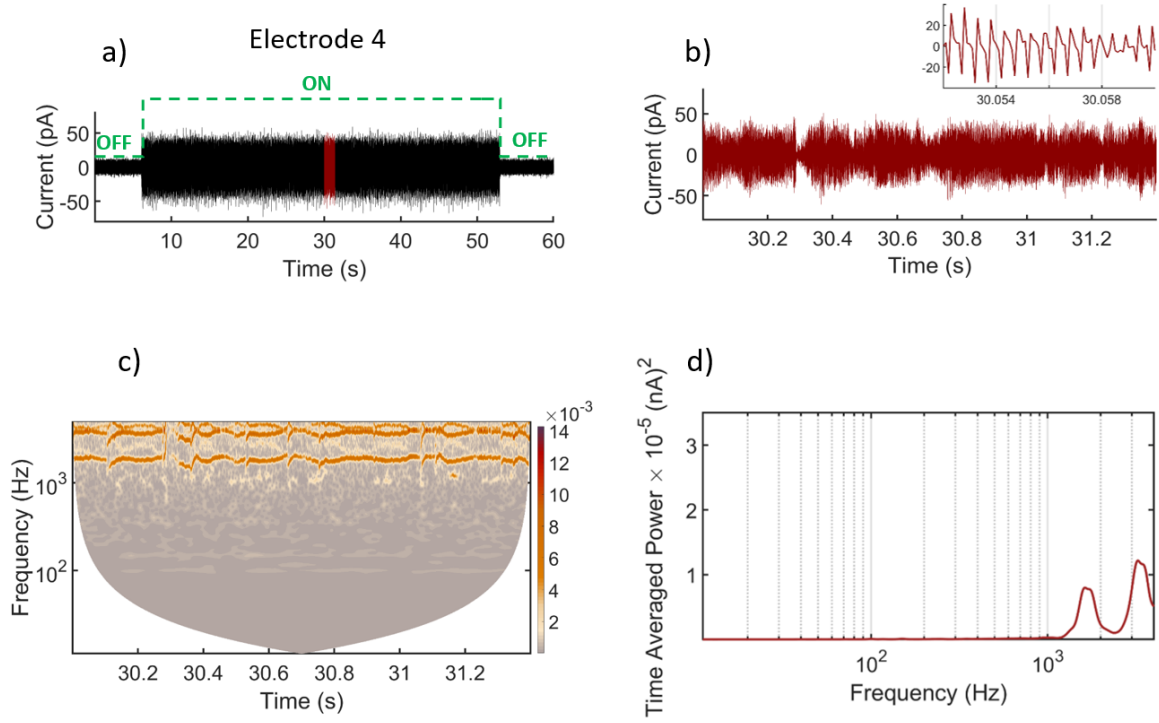 a)
Electrode 4
ON
OFF
OFF
Current (pA)
50
0
-50
10 20 30 40 50 60
Time (s)
b)
20
0
-20
30.054 30.058
Current (pA)
50
0
-50
30.2 30.4 30.6 30.8 31 31.2
Time (s)
c)
×10⁻³
14
12
10
8
6
4
2
Frequency (Hz)
10³
10²
30.2 30.4 30.5 30.7 30.9 31 31.2
Time (s)
d)
Time Averaged Power × 10⁻⁵ (nA)²
3
2
1
10² 10³
Frequency (Hz)